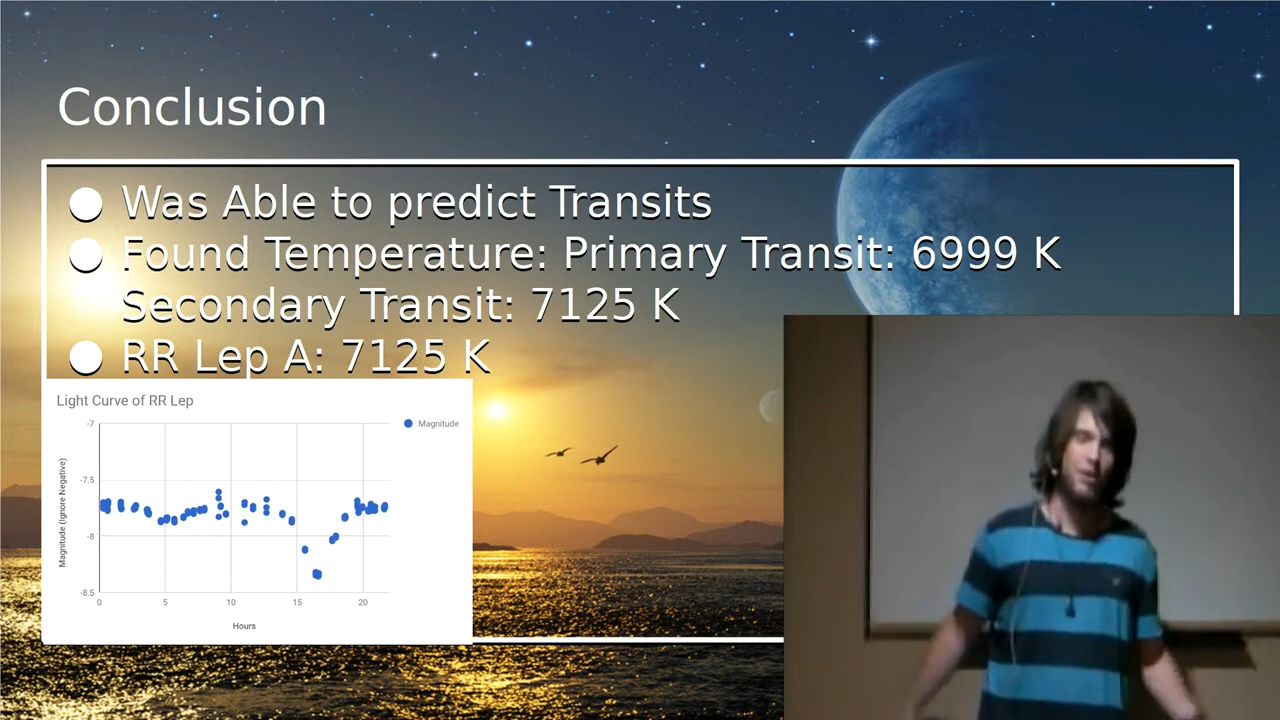 Conclusion
Was Able to predict Transits
Found Temperature: Primary Transit: 6999 K
Secondary Transit: 7125 K
RR Lep A: 7125 K
Light Curve of RR Lep
Magnitude
Magnitude (Ignore Negative)
-7
-7.5
-8
-8.5
0 5 10 15 20
Hours